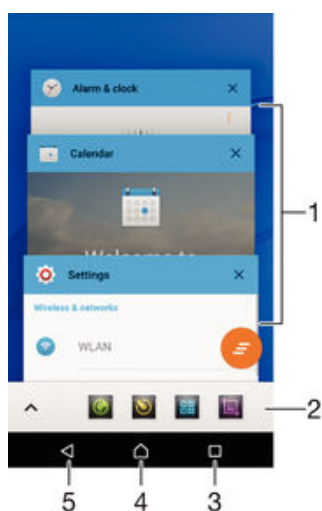 Alarm & clock
Calendar
Welcome to
Settings
Wireless & networks
WLAN
1
2
5
4
3